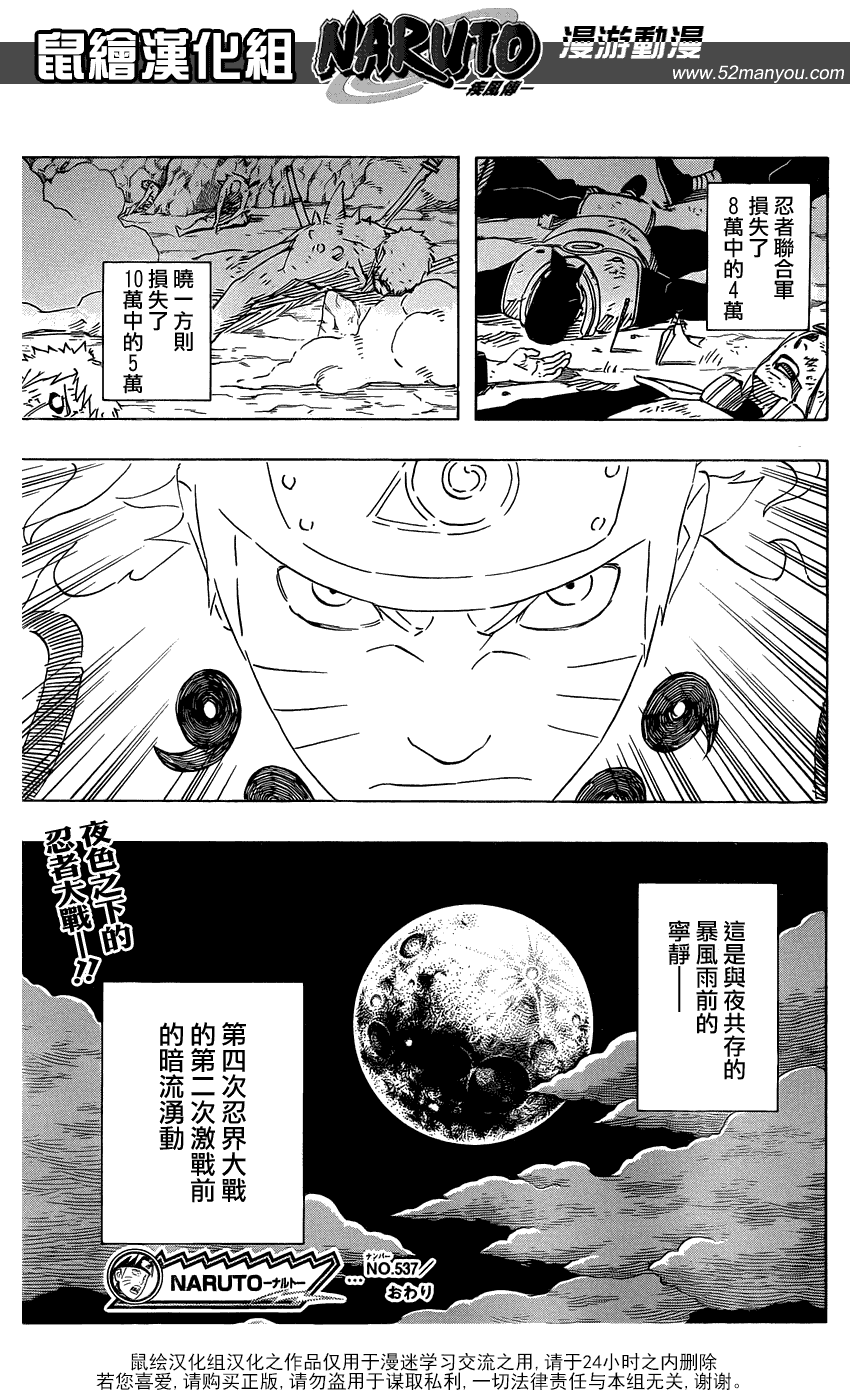 鼠繪漢化組
NARUTO
—疾風傳—
漫游動漫
www.52manyou.com
忍者聯合軍
損失了
8萬中的4萬
曉一方則
損失了
10萬中的5萬
這是與夜共存的
暴風雨前的
寧靜——
夜色之下的
忍者大戰—!!
第四次忍界大戰
的第二次激戰前
的暗流湧動
NARUTO—ナルト—
…
ナンバー
NO.537/
おわり
鼠绘汉化组汉化之作品仅用于漫迷学习交流之用, 请于24小时之内删除
若您喜爱, 请购买正版, 请勿盗用于谋取私利, 一切法律责任与本组无关, 谢谢。